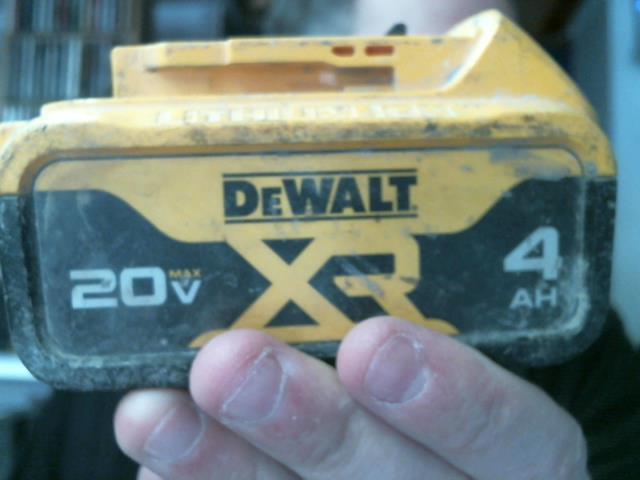 DEWALT
XR
20V MAX
4 AH